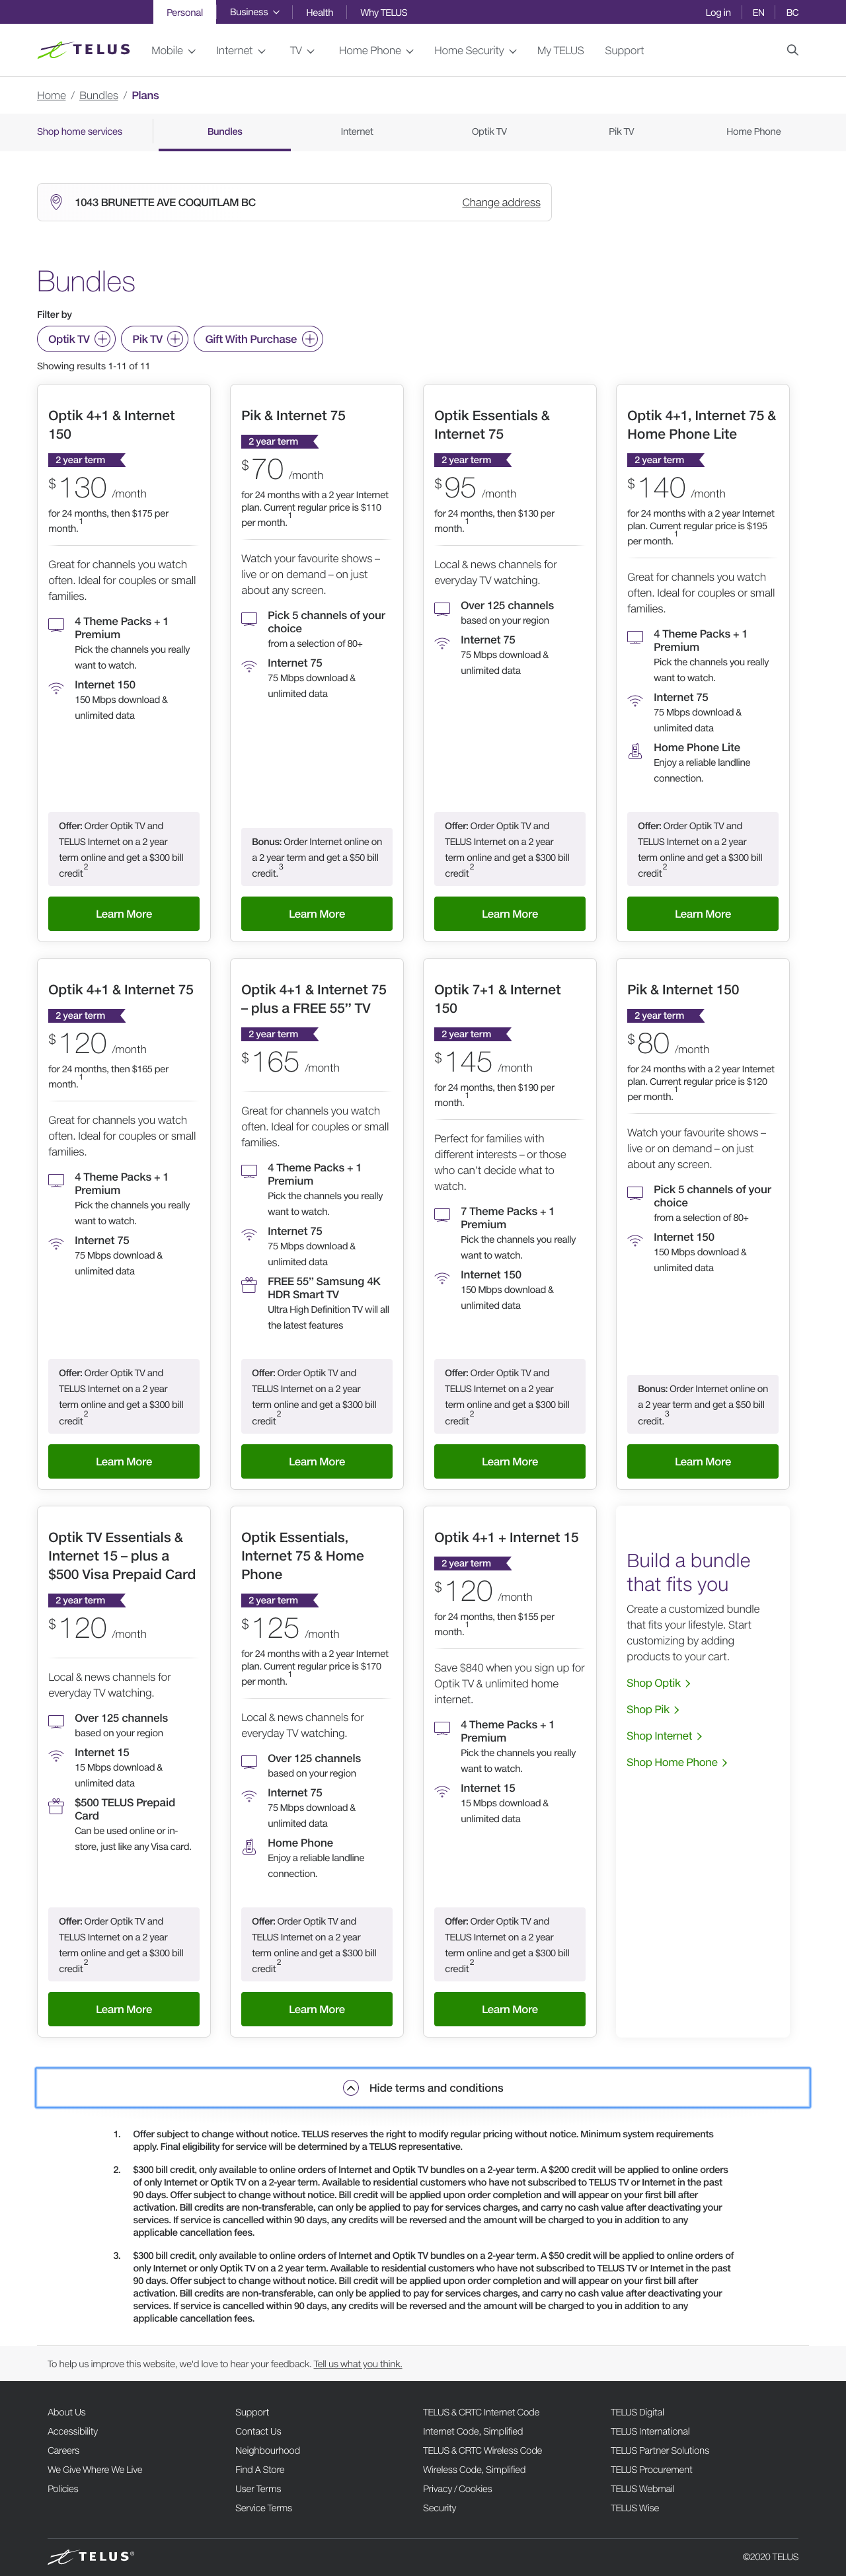 Personal Business Health Why TELUS Log in EN BC
TELUS Mobile Internet TV Home Phone Home Security My TELUS Support
Home / Bundles / Plans
Shop home services Bundles Internet Optik TV Pik TV Home Phone
1043 BRUNETTE AVE COQUITLAM BC Change address
Bundles
Filter by
Optik TV Pik TV Gift With Purchase
Showing results 1-11 of 11
Optik 4+1 & Internet
150
2 year term
$130 /month
for 24 months, then $175 per
month.1
Great for channels you watch
often. Ideal for couples or small
families.
4 Theme Packs + 1
Premium
Pick the channels you really
want to watch.
Internet 150
150 Mbps download &
unlimited data
Offer: Order Optik TV and
TELUS Internet on a 2 year
term online and get a $300 bill
credit2
Learn More
Pik & Internet 75
2 year term
$70 /month
for 24 months with a 2 year Internet
plan. Current regular price is $110
per month.1
Watch your favourite shows –
live or on demand – on just
about any screen.
Pick 5 channels of your
choice
from a selection of 80+
Internet 75
75 Mbps download &
unlimited data
Bonus: Order Internet online on
a 2 year term and get a $50 bill
credit.3
Learn More
Optik Essentials &
Internet 75
2 year term
$95 /month
for 24 months, then $130 per
month.1
Local & news channels for
everyday TV watching.
Over 125 channels
based on your region
Internet 75
75 Mbps download &
unlimited data
Offer: Order Optik TV and
TELUS Internet on a 2 year
term online and get a $300 bill
credit2
Learn More
Optik 4+1, Internet 75 &
Home Phone Lite
2 year term
$140 /month
for 24 months with a 2 year Internet
plan. Current regular price is $195
per month.1
Great for channels you watch
often. Ideal for couples or small
families.
4 Theme Packs + 1
Premium
Pick the channels you really
want to watch.
Internet 75
75 Mbps download &
unlimited data
Home Phone Lite
Enjoy a reliable landline
connection.
Offer: Order Optik TV and
TELUS Internet on a 2 year
term online and get a $300 bill
credit2
Learn More
Optik 4+1 & Internet 75
2 year term
$120 /month
for 24 months, then $165 per
month.1
Great for channels you watch
often. Ideal for couples or small
families.
4 Theme Packs + 1
Premium
Pick the channels you really
want to watch.
Internet 75
75 Mbps download &
unlimited data
Offer: Order Optik TV and
TELUS Internet on a 2 year
term online and get a $300 bill
credit2
Learn More
Optik 4+1 & Internet 75
– plus a FREE 55” TV
2 year term
$165 /month
Great for channels you watch
often. Ideal for couples or small
families.
4 Theme Packs + 1
Premium
Pick the channels you really
want to watch.
Internet 75
75 Mbps download &
unlimited data
FREE 55” Samsung 4K
HDR Smart TV
Ultra High Definition TV will all
the latest features
Offer: Order Optik TV and
TELUS Internet on a 2 year
term online and get a $300 bill
credit2
Learn More
Optik 7+1 & Internet
150
2 year term
$145 /month
for 24 months, then $190 per
month.1
Perfect for families with
different interests – or those
who can't decide what to
watch.
7 Theme Packs + 1
Premium
Pick the channels you really
want to watch.
Internet 150
150 Mbps download &
unlimited data
Offer: Order Optik TV and
TELUS Internet on a 2 year
term online and get a $300 bill
credit2
Learn More
Pik & Internet 150
2 year term
$80 /month
for 24 months with a 2 year Internet
plan. Current regular price is $120
per month.1
Watch your favourite shows –
live or on demand – on just
about any screen.
Pick 5 channels of your
choice
from a selection of 80+
Internet 150
150 Mbps download &
unlimited data
Bonus: Order Internet online on
a 2 year term and get a $50 bill
credit.3
Learn More
Optik TV Essentials &
Internet 15 – plus a
$500 Visa Prepaid Card
2 year term
$120 /month
Local & news channels for
everyday TV watching.
Over 125 channels
based on your region
Internet 15
15 Mbps download &
unlimited data
$500 TELUS Prepaid
Card
Can be used online or in-
store, just like any Visa card.
Offer: Order Optik TV and
TELUS Internet on a 2 year
term online and get a $300 bill
credit2
Learn More
Optik Essentials,
Internet 75 & Home
Phone
2 year term
$125 /month
for 24 months with a 2 year Internet
plan. Current regular price is $170
per month.1
Local & news channels for
everyday TV watching.
Over 125 channels
based on your region
Internet 75
75 Mbps download &
unlimited data
Home Phone
Enjoy a reliable landline
connection.
Offer: Order Optik TV and
TELUS Internet on a 2 year
term online and get a $300 bill
credit2
Learn More
Optik 4+1 + Internet 15
2 year term
$120 /month
for 24 months, then $155 per
month.1
Save $840 when you sign up for
Optik TV & unlimited home
internet.
4 Theme Packs + 1
Premium
Pick the channels you really
want to watch.
Internet 15
15 Mbps download &
unlimited data
Offer: Order Optik TV and
TELUS Internet on a 2 year
term online and get a $300 bill
credit2
Learn More
Build a bundle
that fits you
Create a customized bundle
that fits your lifestyle. Start
customizing by adding
products to your cart.
Shop Optik
Shop Pik
Shop Internet
Shop Home Phone
Hide terms and conditions
1. Offer subject to change without notice. TELUS reserves the right to modify regular pricing without notice. Minimum system requirements
apply. Final eligibility for service will be determined by a TELUS representative.
2. $300 bill credit, only available to online orders of Internet and Optik TV bundles on a 2-year term. A $200 credit will be applied to online orders
of only Internet or Optik TV on a 2-year term. Available to residential customers who have not subscribed to TELUS TV or Internet in the past
90 days. Offer subject to change without notice. Bill credit will be applied upon order completion and will appear on your first bill after
activation. Bill credits are non-transferable, can only be applied to pay for services charges, and carry no cash value after deactivating your
services. If service is cancelled within 90 days, any credits will be reversed and the amount will be charged to you in addition to any
applicable cancellation fees.
3. $300 bill credit, only available to online orders of Internet and Optik TV bundles on a 2-year term. A $50 credit will be applied to online orders of
only Internet or only Optik TV on a 2 year term. Available to residential customers who have not subscribed to TELUS TV or Internet in the past
90 days. Offer subject to change without notice. Bill credit will be applied upon order completion and will appear on your first bill after
activation. Bill credits are non-transferable, can only be applied to pay for services charges, and carry no cash value after deactivating your
services. If service is cancelled within 90 days, any credits will be reversed and the amount will be charged to you in addition to any
applicable cancellation fees.
To help us improve this website, we'd love to hear your feedback. Tell us what you think.
About Us Support TELUS & CRTC Internet Code TELUS Digital
Accessibility Contact Us Internet Code, Simplified TELUS International
Careers Neighbourhood TELUS & CRTC Wireless Code TELUS Partner Solutions
We Give Where We Live Find A Store Wireless Code, Simplified TELUS Procurement
Policies User Terms Privacy / Cookies TELUS Webmail
Service Terms Security TELUS Wise
TELUS® ©2020 TELUS